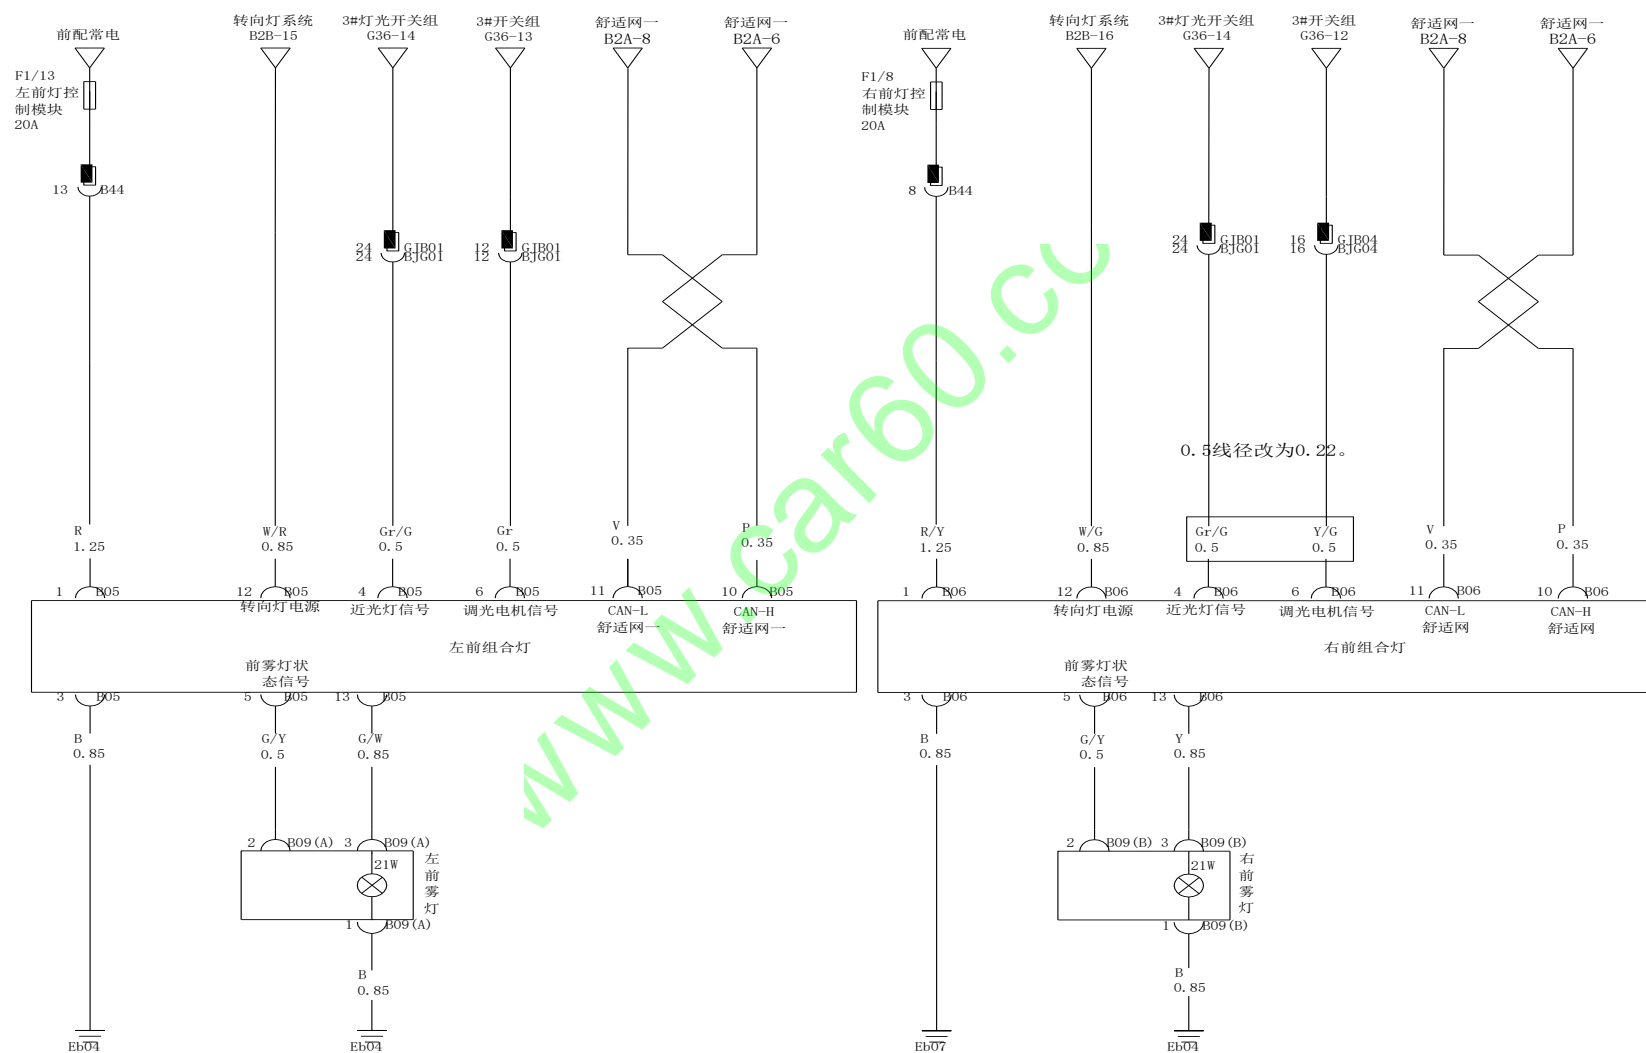 前配常电
转向灯系统
B2B-15
3#灯光开关组
G36-14
3#开关组
G36-13
舒适网一
B2A-8
舒适网一
B2A-6
前配常电
转向灯系统
B2B-16
3#灯光开关组
G36-14
3#开关组
G36-12
舒适网一
B2A-8
舒适网一
B2A-6
F1/13
左前灯控
制模块
20A
F1/8
右前灯控
制模块
20A
13 B44
8 B44
24 GJB01
24 BJG01
12 GJB01
12 BJG01
24 GJB01
24 BJG01
16 GJB04
16 BJG04
0.5线径改为0.22。
R
1.25
W/R
0.85
Gr/G
0.5
Gr
0.5
V
0.35
P
0.35
R/Y
1.25
W/G
0.85
Gr/G
0.5
Y/G
0.5
V
0.35
P
0.35
1 B05
12 B05
4 B05
6 B05
11 B05
10 B05
1 B06
12 B06
4 B06
6 B06
11 B06
10 B06
转向灯电源
近光灯信号
调光电机信号
CAN-L
舒适网一
CAN-H
舒适网一
转向灯电源
近光灯信号
调光电机信号
CAN-L
舒适网
CAN-H
舒适网
左前组合灯
右前组合灯
前雾灯状
态信号
前雾灯状
态信号
3 B05
5 B05
13 B05
3 B06
5 B06
13 B06
B
0.85
G/Y
0.5
G/W
0.85
B
0.85
G/Y
0.5
Y
0.85
2 B09(A)
3 B09(A)
2 B09(B)
3 B09(B)
21W
左前雾灯
21W
右前雾灯
1 B09(A)
1 B09(B)
B
0.85
B
0.85
Eb04
Eb04
Eb07
Eb04
www.car60.co